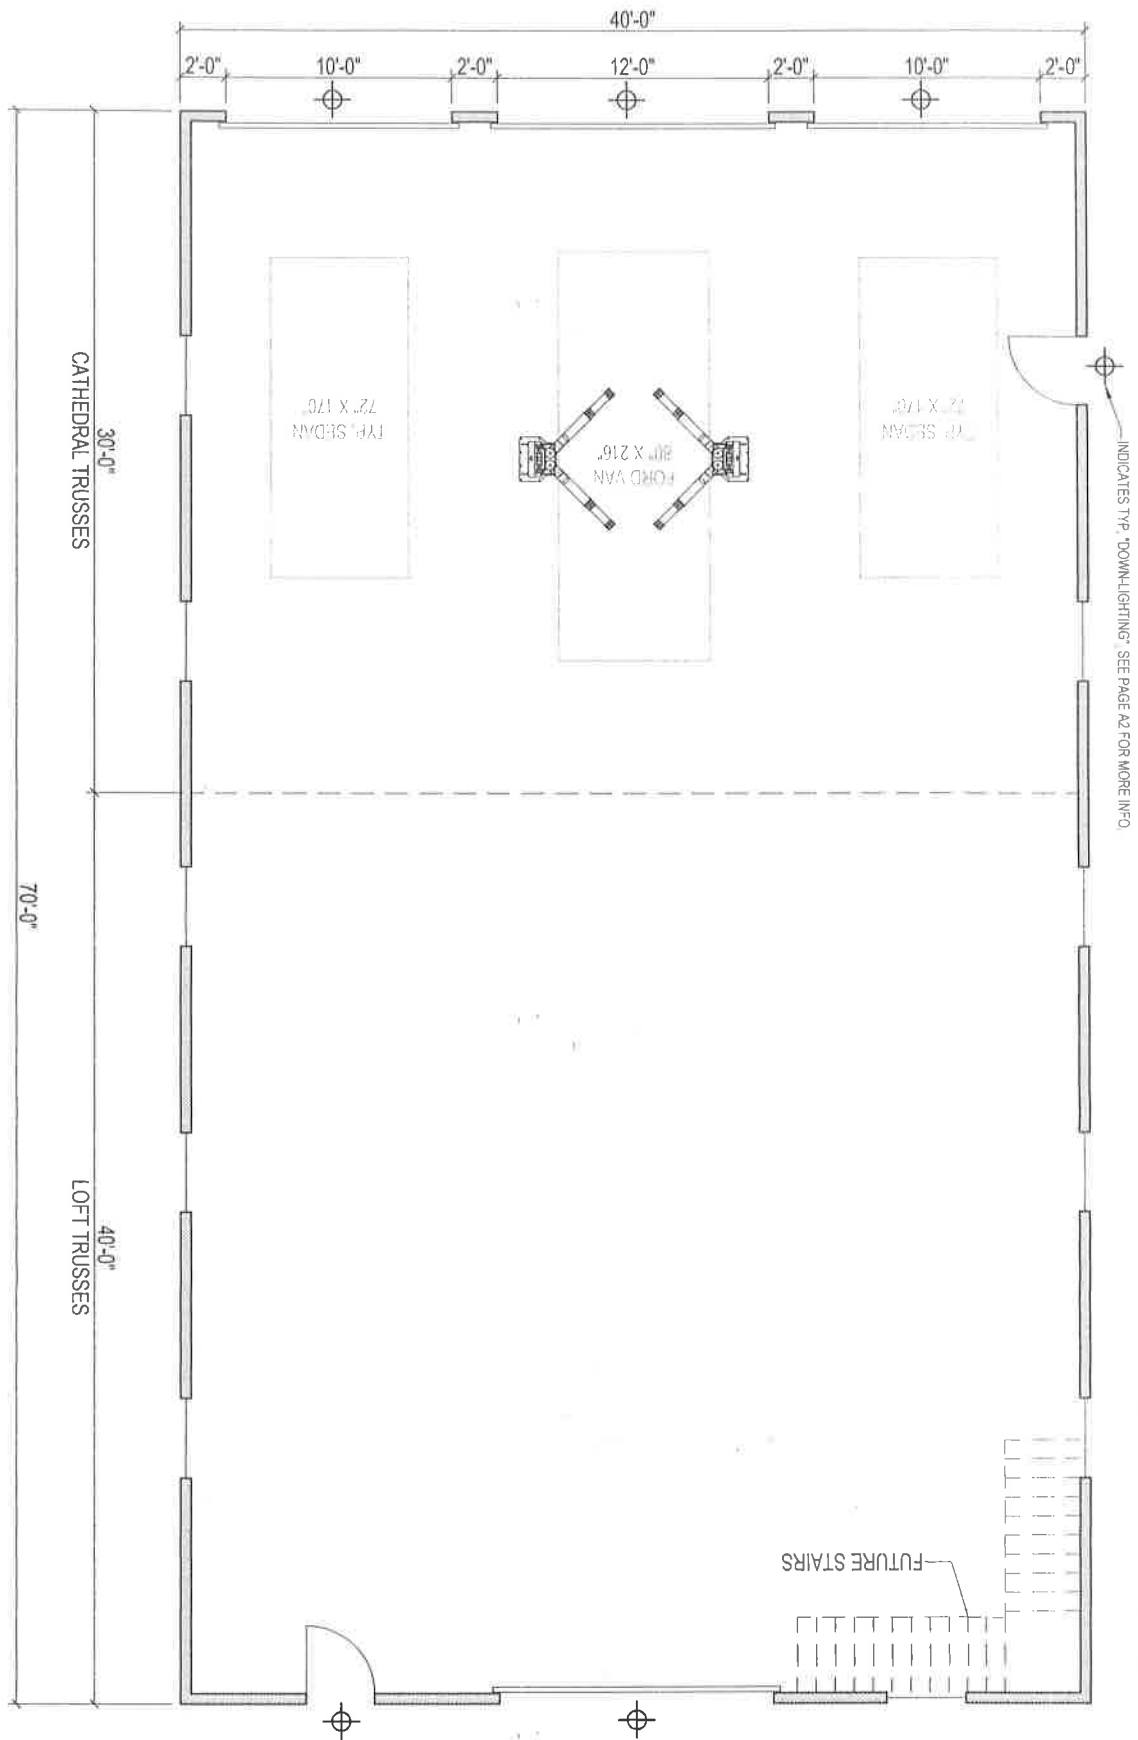 40'-0"
2'-0"
10'-0"
2'-0"
12'-0"
2'-0"
10'-0"
2'-0"
TYP. SEDAN
72" X 170"
FORD VAN
80" X 216"
TYP. SEDAN
72" X 170"
INDICATES TYP. "DOWN-LIGHTING", SEE PAGE A2 FOR MORE INFO.
30'-0"
CATHEDRAL TRUSSES
70'-0"
40'-0"
LOFT TRUSSES
FUTURE STAIRS